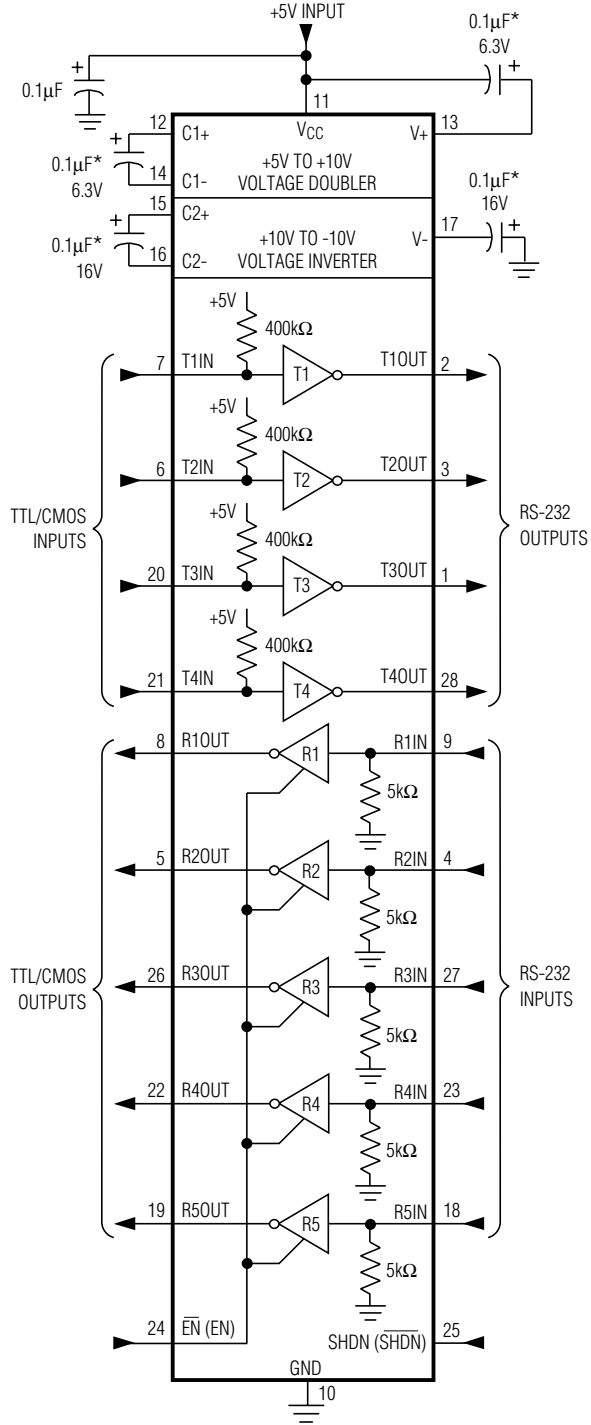 +5V INPUT
0.1µF*
6.3V
+
0.1µF
+
11
VCC
12
C1+
V+
13
+
0.1µF*
6.3V
14
C1-
+5V TO +10V
VOLTAGE DOUBLER
15
C2+
+
0.1µF*
16V
16
C2-
+10V TO -10V
VOLTAGE INVERTER
V-
17
0.1µF*
16V
+
+5V
400kΩ
7
T1IN
T1
T1OUT
2
+5V
400kΩ
6
T2IN
T2
T2OUT
3
TTL/CMOS
INPUTS
RS-232
OUTPUTS
+5V
400kΩ
20
T3IN
T3
T3OUT
1
+5V
400kΩ
21
T4IN
T4
T4OUT
28
8
R1OUT
R1
R1IN
9
5kΩ
5
R2OUT
R2
R2IN
4
5kΩ
TTL/CMOS
OUTPUTS
26
R3OUT
R3
R3IN
27
RS-232
INPUTS
5kΩ
22
R4OUT
R4
R4IN
23
5kΩ
19
R5OUT
R5
R5IN
18
5kΩ
24
E̅N̅ (EN)
SHDN (S̅H̅D̅N̅)
25
GND
10